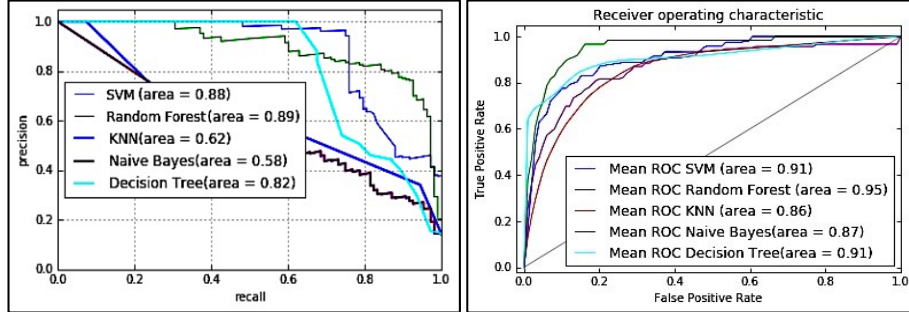 1.0
0.8
0.6
0.4
0.2
0.0
precision
SVM (area = 0.88)
Random Forest(area = 0.89)
KNN(area = 0.62)
Naive Bayes(area = 0.58)
Decision Tree(area = 0.82)
0.0 0.2 0.4 0.6 0.8 1.0
recall
Receiver operating characteristic
1.0
0.8
0.6
0.4
0.2
0.0
True Positive Rate
Mean ROC SVM (area = 0.91)
Mean ROC Random Forest (area = 0.95)
Mean ROC KNN (area = 0.86)
Mean ROC Naive Bayes(area = 0.87)
Mean ROC Decision Tree(area = 0.91)
0.0 0.2 0.4 0.6 0.8 1.0
False Positive Rate